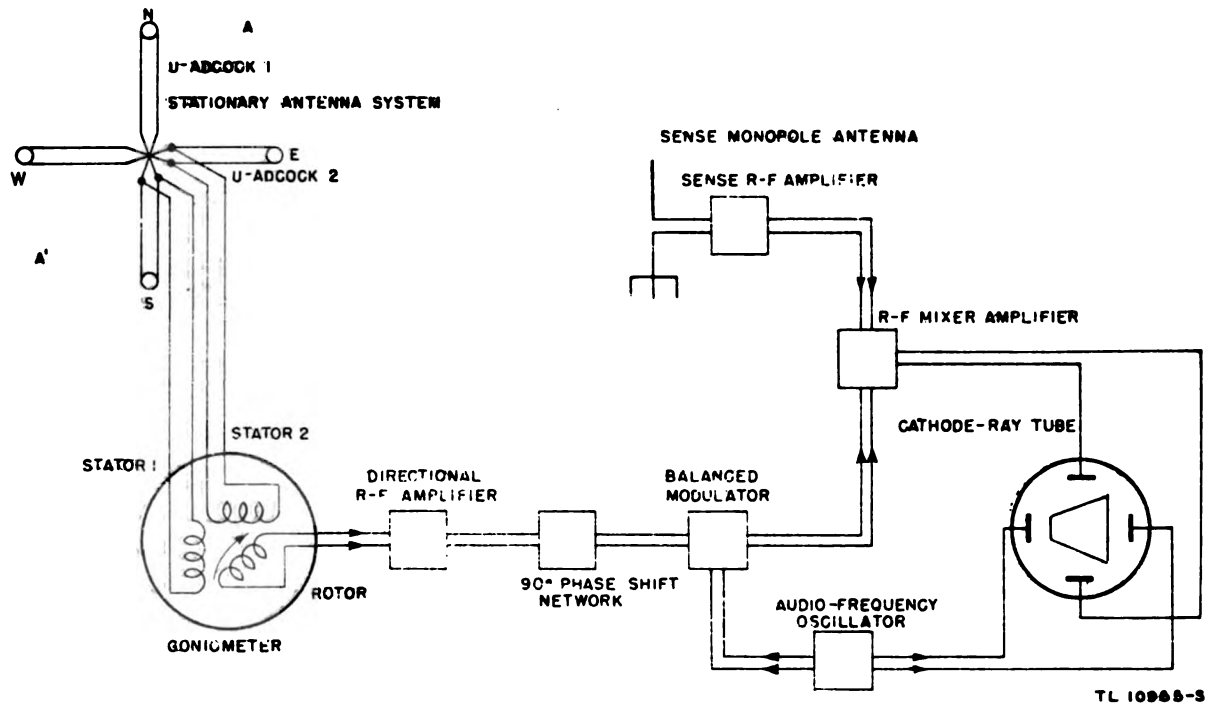 N
A
U-ADCOCK 1
STATIONARY ANTENNA SYSTEM
W
E
U-ADCOCK 2
A'
S
SENSE MONOPOLE ANTENNA
SENSE R-F AMPLIFIER
R-F MIXER AMPLIFIER
CATHODE-RAY TUBE
STATOR 2
STATOR 1
DIRECTIONAL
R-F AMPLIFIER
BALANCED
MODULATOR
90° PHASE SHIFT
NETWORK
ROTOR
GONIOMETER
AUDIO-FREQUENCY
OSCILLATOR
TL 10965-S